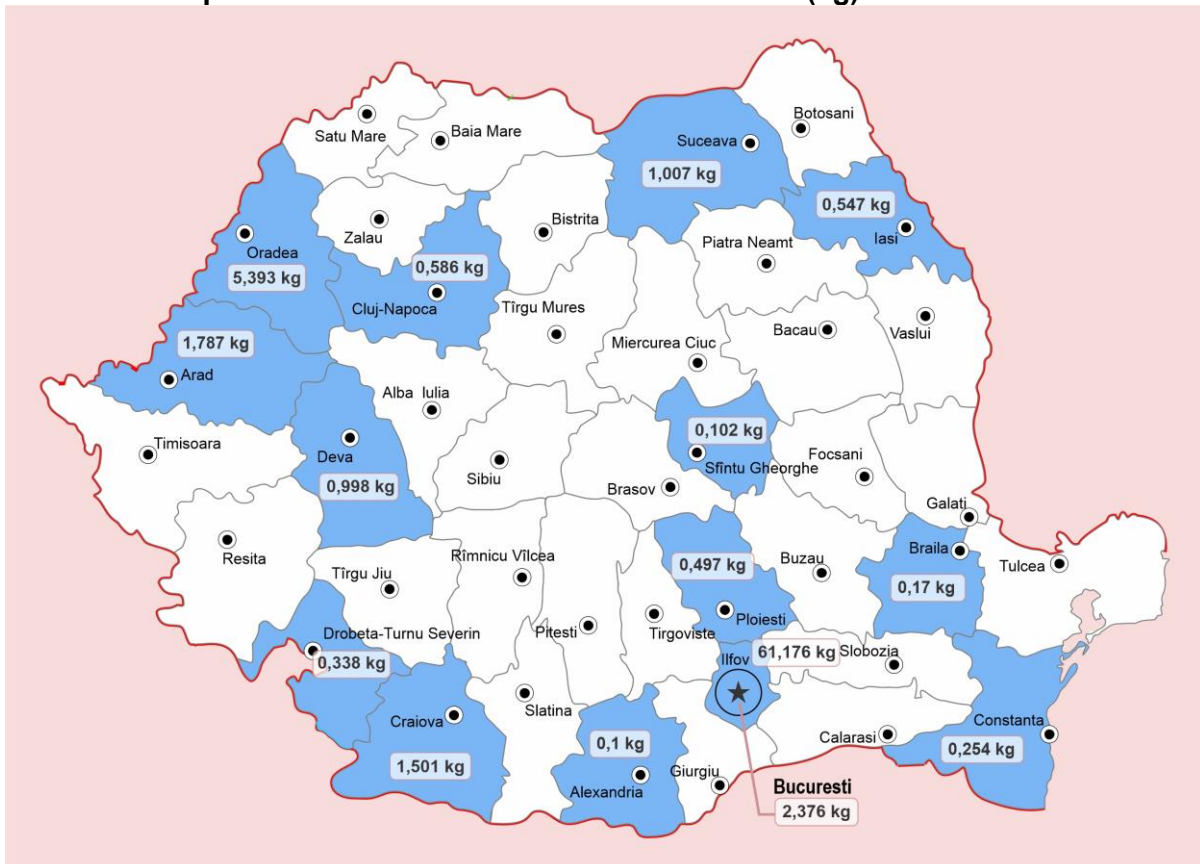 (g)
Botosani
Satu Mare
Baia Mare
Suceava
1,007 kg
0,547 kg
Iasi
Zalau
Bistrita
Oradea
5,393 kg
0,586 kg
Cluj-Napoca
Piatra Neamt
Tîrgu Mures
Miercurea Ciuc
Bacau
Vaslui
1,787 kg
Arad
Alba Iulia
Timisoara
Deva
0,998 kg
Sibiu
0,102 kg
Sfîntu Gheorghe
Focsani
Brasov
Galati
Resita
Tîrgu Jiu
Rîmnicu Vîlcea
0,497 kg
Ploiesti
Buzau
Braila
0,17 kg
Tulcea
Drobeta-Turnu Severin
0,338 kg
Pitesti
Tirgoviste
Ilfov
61,176 kg
Slobozia
Craiova
1,501 kg
Slatina
0,1 kg
Alexandria
Giurgiu
Calarasi
Constanta
0,254 kg
Bucuresti
2,376 kg